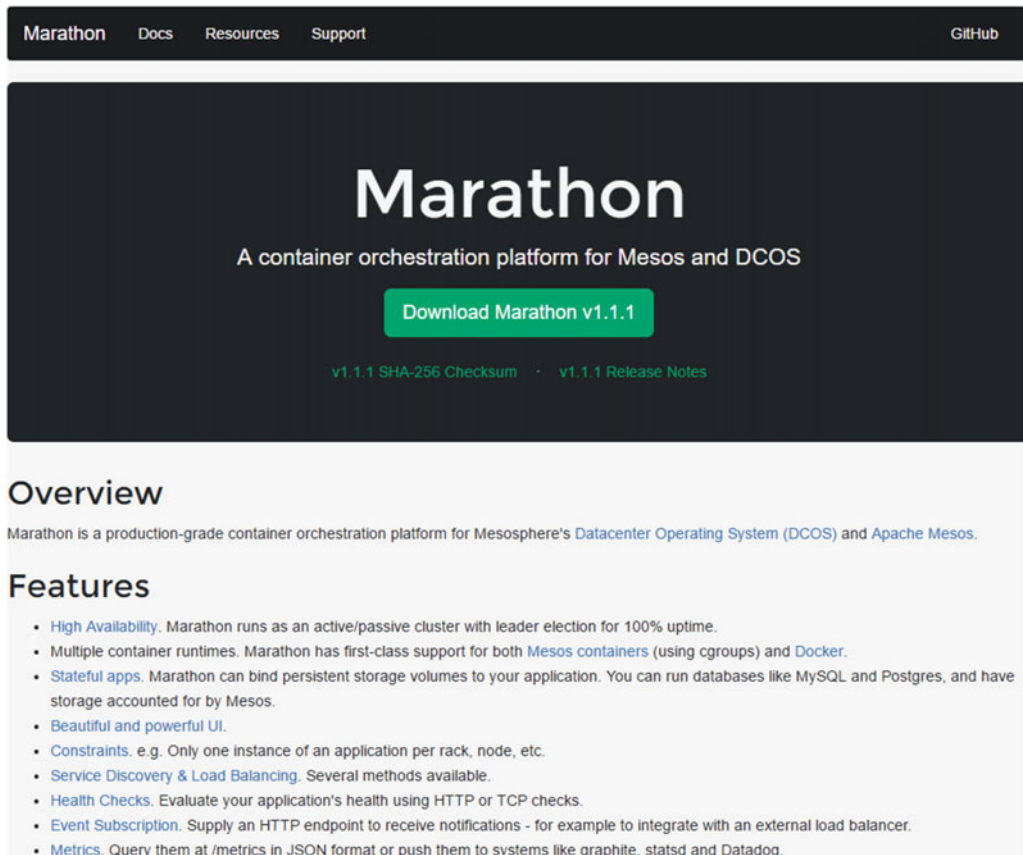 Marathon Docs Resources Support GitHub
Marathon
A container orchestration platform for Mesos and DCOS
Download Marathon v1.1.1
v1.1.1 SHA-256 Checksum · v1.1.1 Release Notes
Overview
Marathon is a production-grade container orchestration platform for Mesosphere's Datacenter Operating System (DCOS) and Apache Mesos.
Features
• High Availability. Marathon runs as an active/passive cluster with leader election for 100% uptime.
• Multiple container runtimes. Marathon has first-class support for both Mesos containers (using cgroups) and Docker.
• Stateful apps. Marathon can bind persistent storage volumes to your application. You can run databases like MySQL and Postgres, and have
storage accounted for by Mesos.
• Beautiful and powerful UI.
• Constraints. e.g. Only one instance of an application per rack, node, etc.
• Service Discovery & Load Balancing. Several methods available.
• Health Checks. Evaluate your application's health using HTTP or TCP checks.
• Event Subscription. Supply an HTTP endpoint to receive notifications - for example to integrate with an external load balancer.
• Metrics. Query them at /metrics in JSON format or push them to systems like graphite, statsd and Datadog.